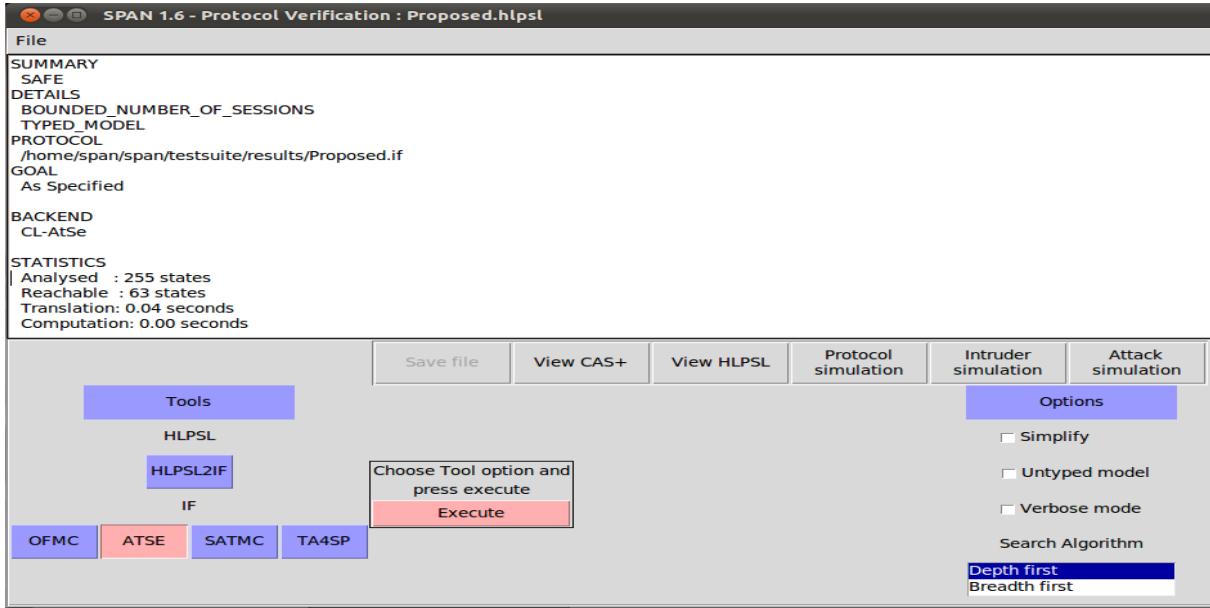 SPAN 1.6 - Protocol Verification : Proposed.hlpsl
File
SUMMARY
SAFE
DETAILS
BOUNDED_NUMBER_OF_SESSIONS
TYPED_MODEL
PROTOCOL
/home/span/span/testsuite/results/Proposed.if
GOAL
As Specified
BACKEND
CL-AtSe
STATISTICS
Analysed : 255 states
Reachable : 63 states
Translation: 0.04 seconds
Computation: 0.00 seconds
Save file
View CAS+
View HLPSL
Protocol
simulation
Intruder
simulation
Attack
simulation
Tools
HLPSL
HLPSL2IF
IF
OFMC
ATSE
SATMC
TA4SP
Choose Tool option and
press execute
Execute
Options
Simplify
Untyped model
Verbose mode
Search Algorithm
Depth first
Breadth first